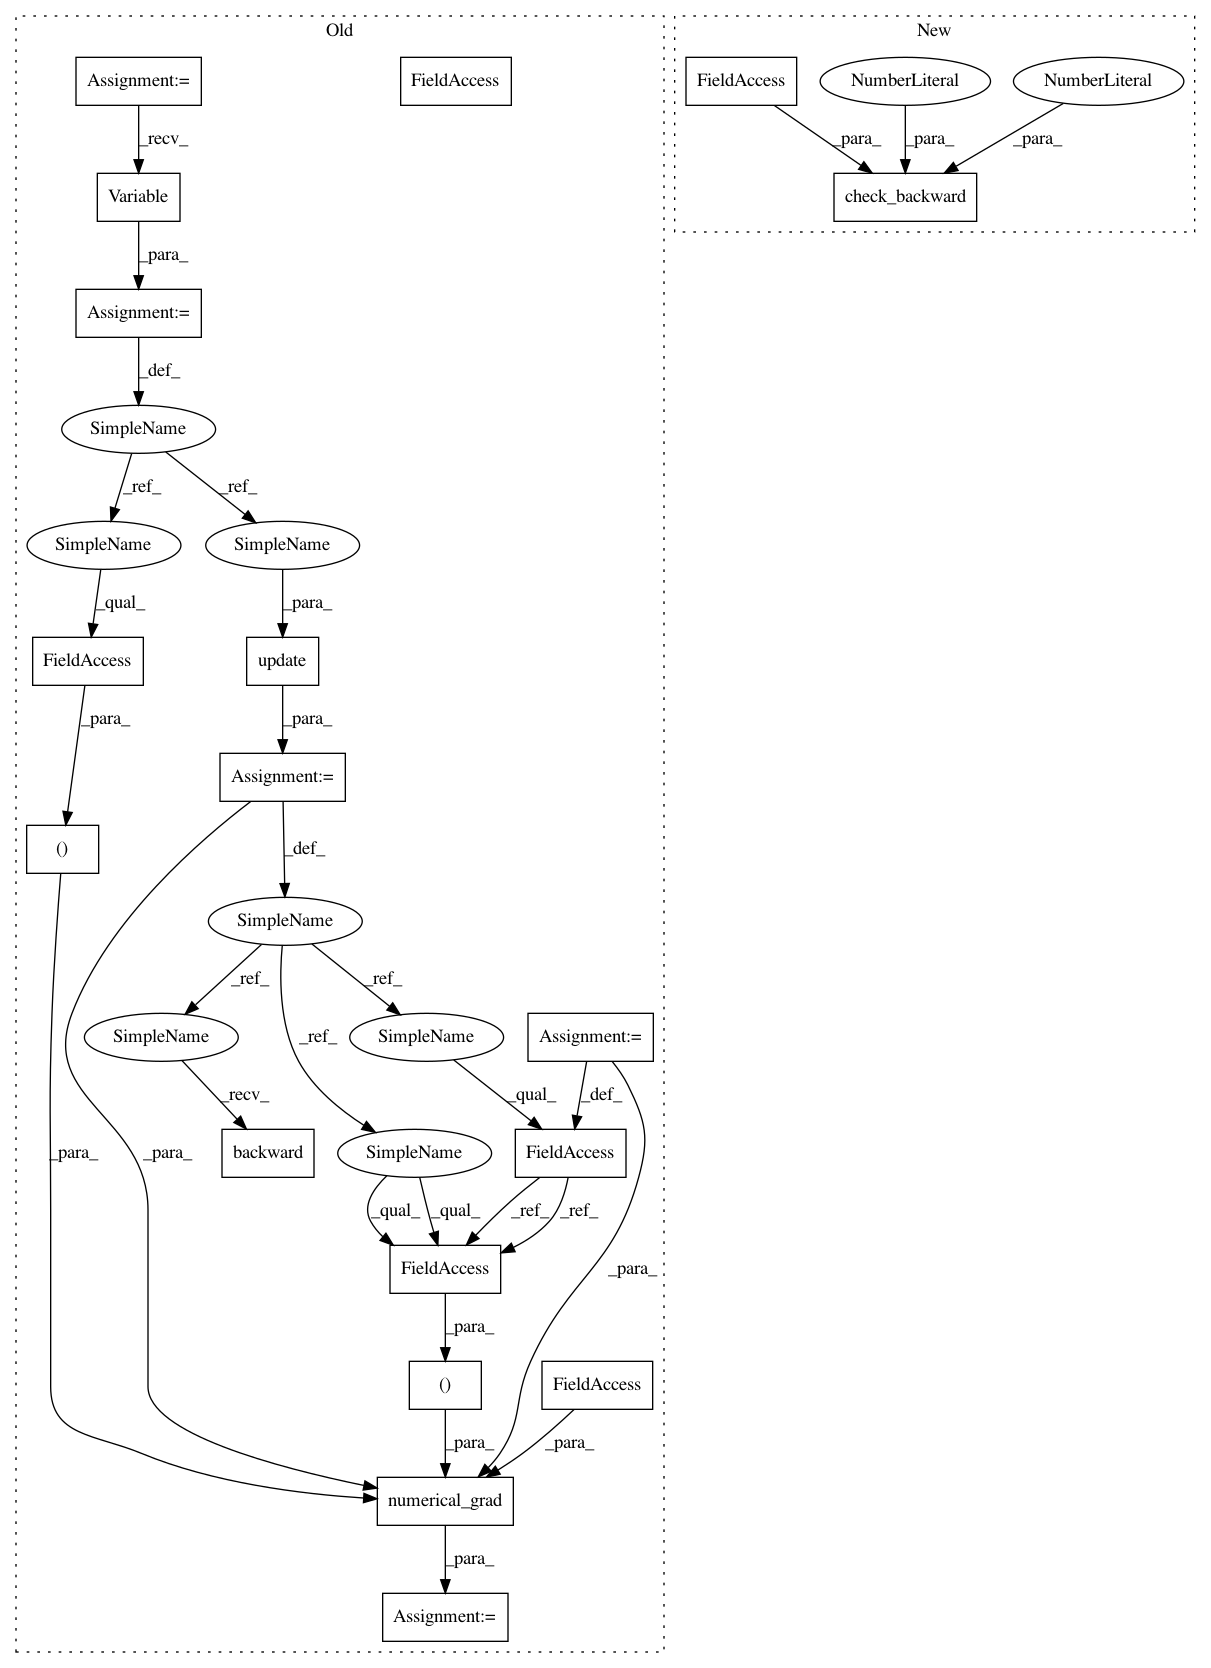 Old
New
Assignment:=
FieldAccess
FieldAccess
NumberLiteral
NumberLiteral
_recv_
_para_
_para_
_para_
Variable
check_backward
_para_
Assignment:=
_def_
SimpleName
_ref_
_ref_
SimpleName
SimpleName
_qual_
_para_
FieldAccess
update
_para_
_para_
Assignment:=
()
_def_
SimpleName
_ref_
_ref_
_ref_
SimpleName
SimpleName
Assignment:=
_recv_
_qual_
_def_
_para_
_para_
backward
SimpleName
FieldAccess
_qual_
_qual_
_ref_
_ref_
FieldAccess
_para_
_para_
()
FieldAccess
_para_
_para_
numerical_grad
_para_
Assignment:=